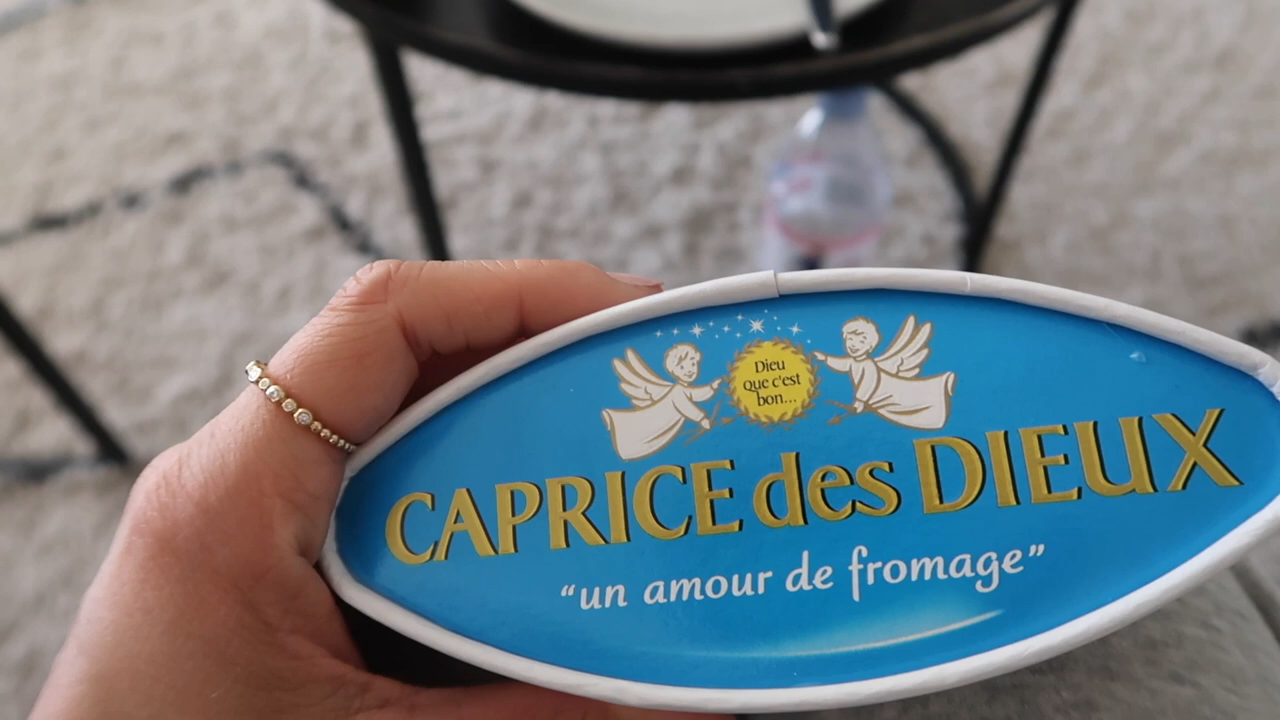 Dieu
que c'est
bon...
CAPRICE des DIEUX
“un amour de fromage”